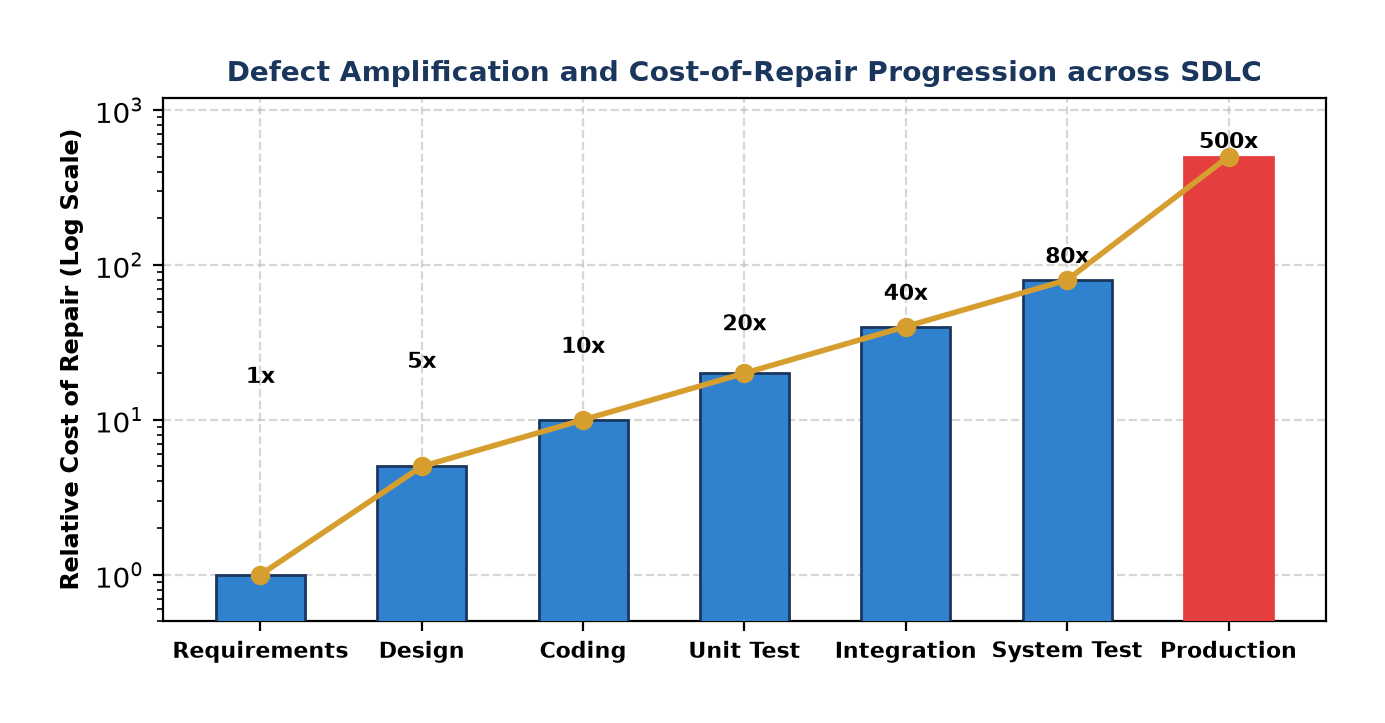 Defect Amplification and Cost-of-Repair Progression across SDLC
Relative Cost of Repair (Log Scale)
10³
10²
10¹
10⁰
1x
5x
10x
20x
40x
80x
500x
Requirements
Design
Coding
Unit Test
Integration
System Test
Production